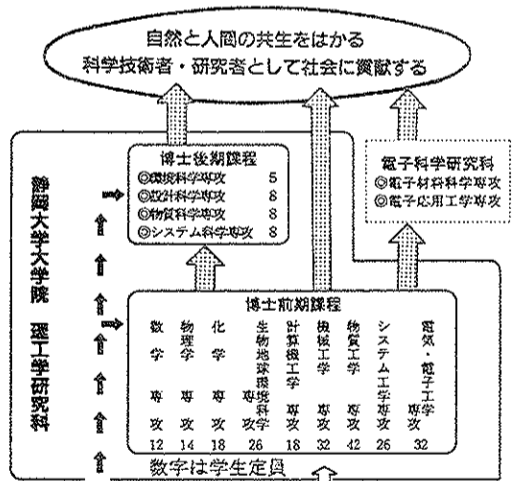 自然と人間の共生をはかる
科学技術者・研究者として社会に貢献する
静岡大学大学院 理工学研究科
博士後期課程
◎環境科学専攻 5
◎設計科学専攻 8
◎物質科学専攻 8
◎システム科学専攻 8
電子科学研究科
◎電子材料科学専攻
◎電子応用工学専攻
博士前期課程
数学専攻 12
物理学専攻 14
化学専攻 18
生物地球環境科学専攻 26
計算機工学専攻 18
機械工学専攻 32
物質工学専攻 42
システム工学専攻 26
電気・電子工学専攻 32
数字は学生定員